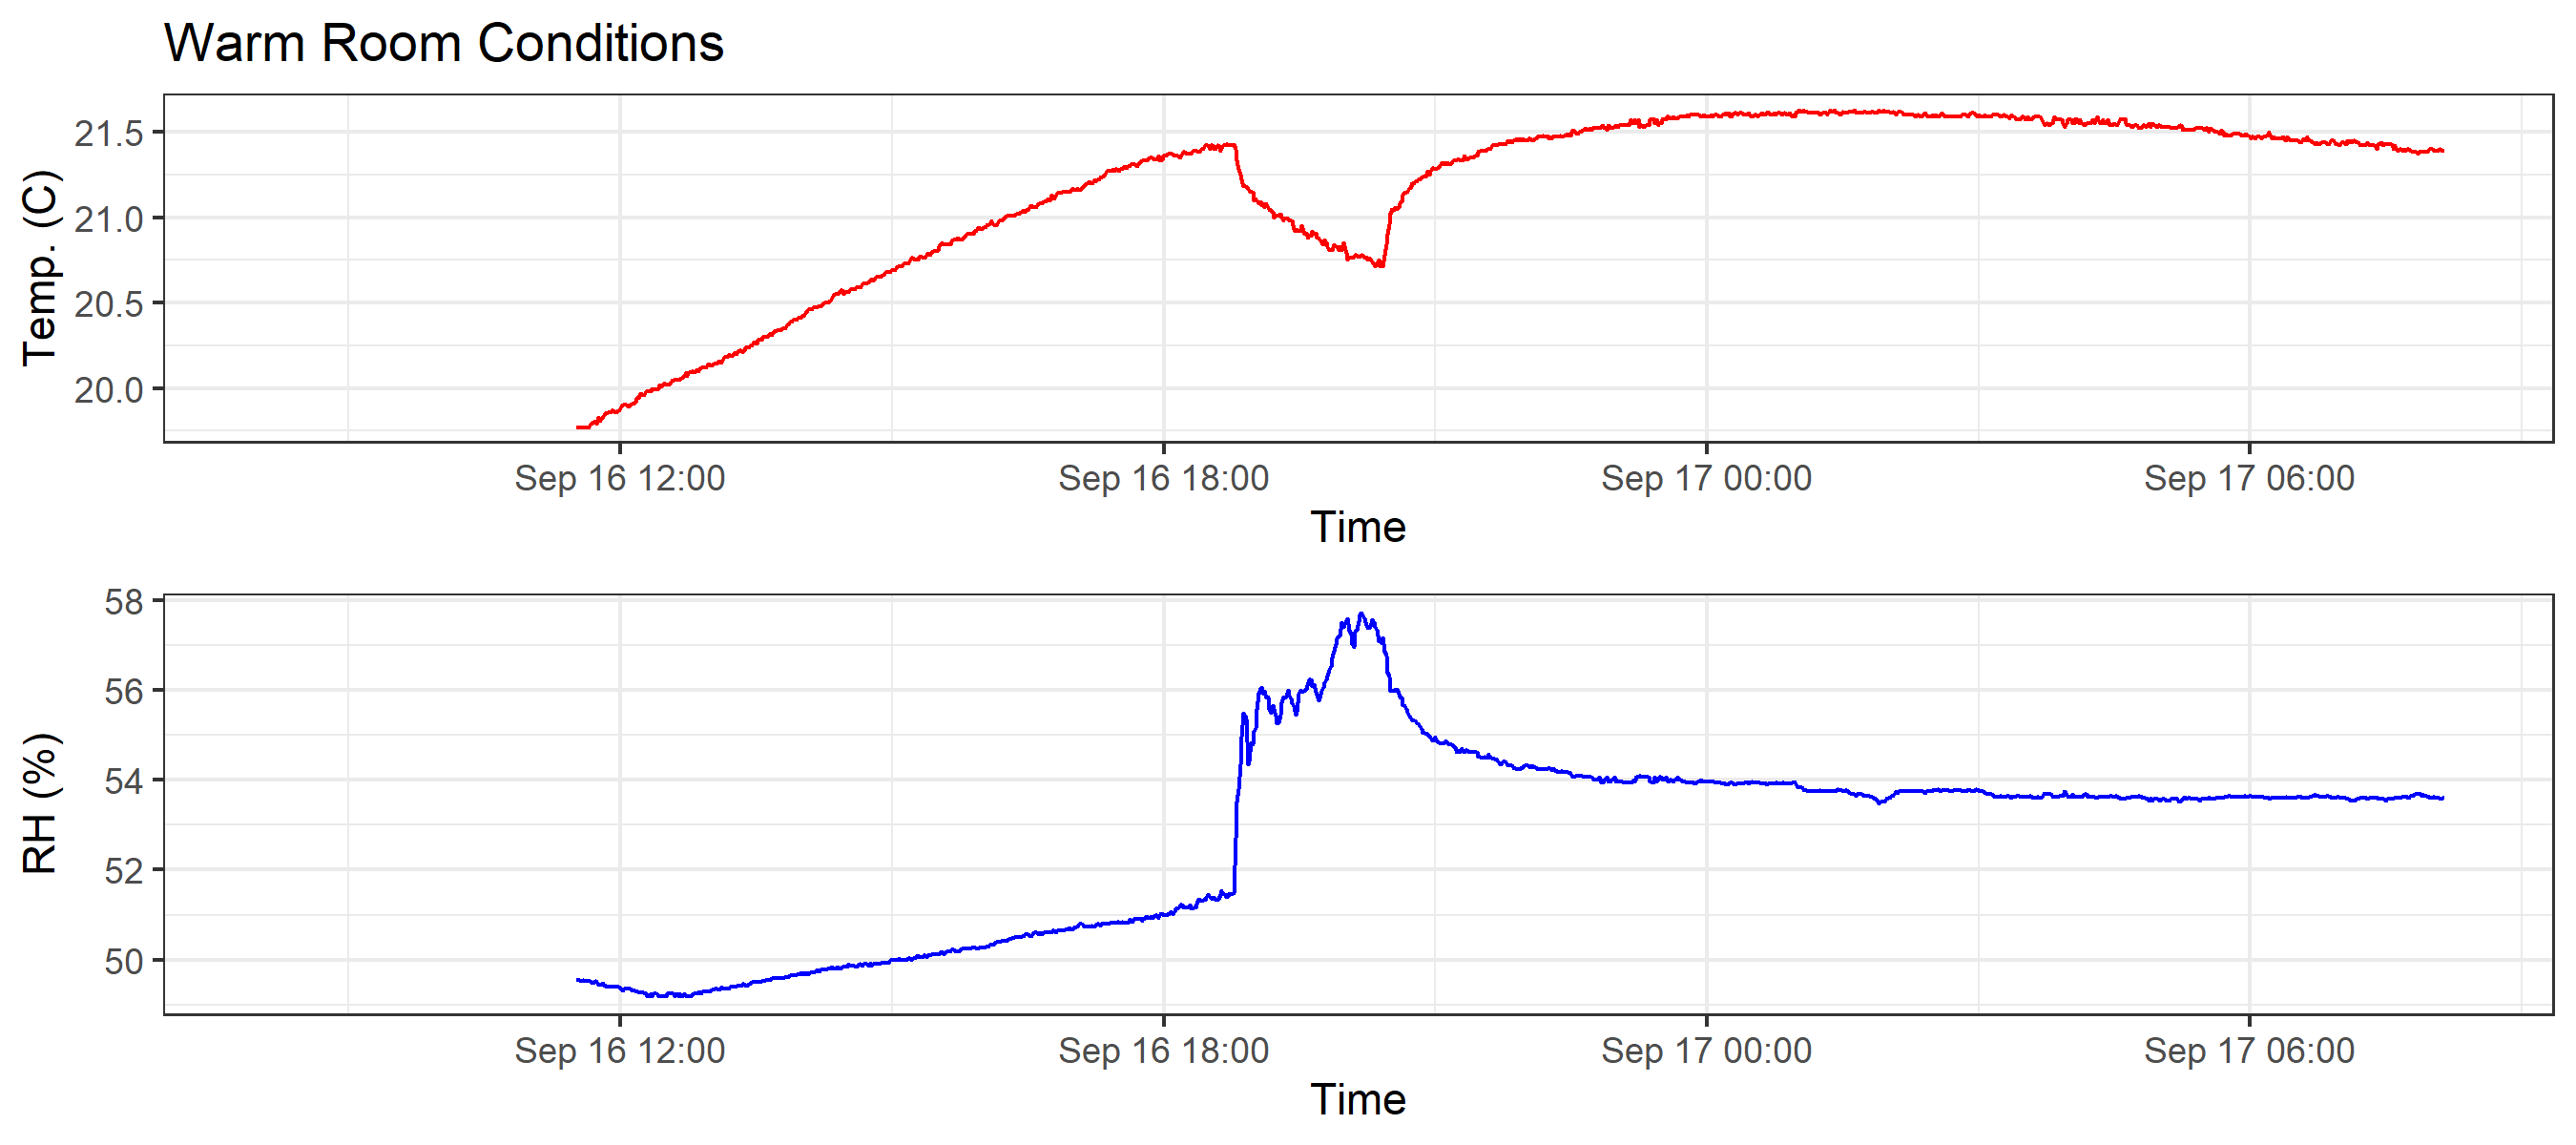 Warm Room Conditions
Temp. (C)
21.5
21.0
20.5
20.0
Sep 16 12:00 Sep 16 18:00 Sep 17 00:00 Sep 17 06:00
Time
RH (%)
58
56
54
52
50
Sep 16 12:00 Sep 16 18:00 Sep 17 00:00 Sep 17 06:00
Time